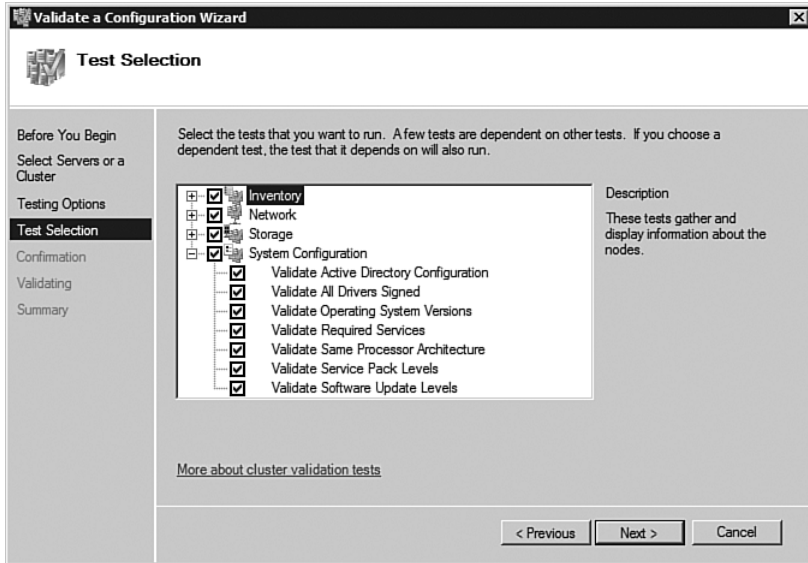 Validate a Configuration Wizard
Test Selection
Before You Begin
Select Servers or a
Cluster
Testing Options
Test Selection
Confirmation
Validating
Summary
Select the tests that you want to run. A few tests are dependent on other tests. If you choose a
dependent test, the test that it depends on will also run.
Inventory
Network
Storage
System Configuration
Validate Active Directory Configuration
Validate All Drivers Signed
Validate Operating System Versions
Validate Required Services
Validate Same Processor Architecture
Validate Service Pack Levels
Validate Software Update Levels
Description
These tests gather and
display information about the
nodes.
More about cluster validation tests
< Previous
Next >
Cancel